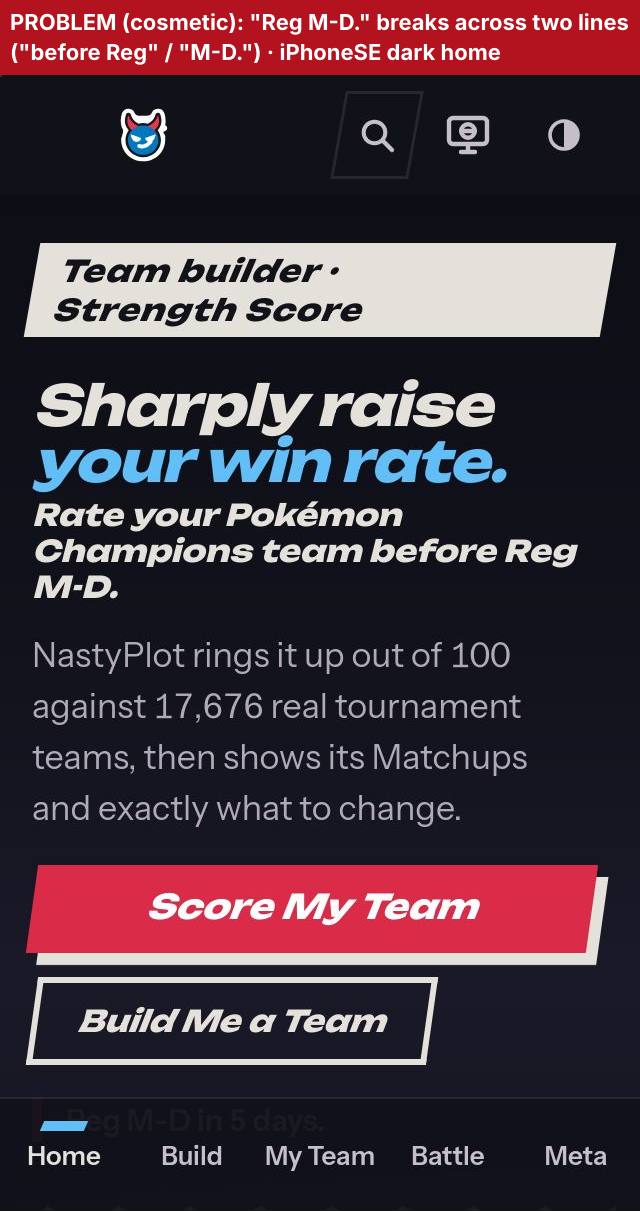 PROBLEM (cosmetic): "Reg M-D." breaks across two lines
("before Reg" / "M-D.") · iPhoneSE dark home
Team builder ·
Strength Score
Sharply raise
your win rate.
Rate your Pokémon
Champions team before Reg
M-D.
NastyPlot rings it up out of 100
against 17,676 real tournament
teams, then shows its Matchups
and exactly what to change.
Score My Team
Build Me a Team
Reg M-D in 5 days.
Home Build My Team Battle Meta